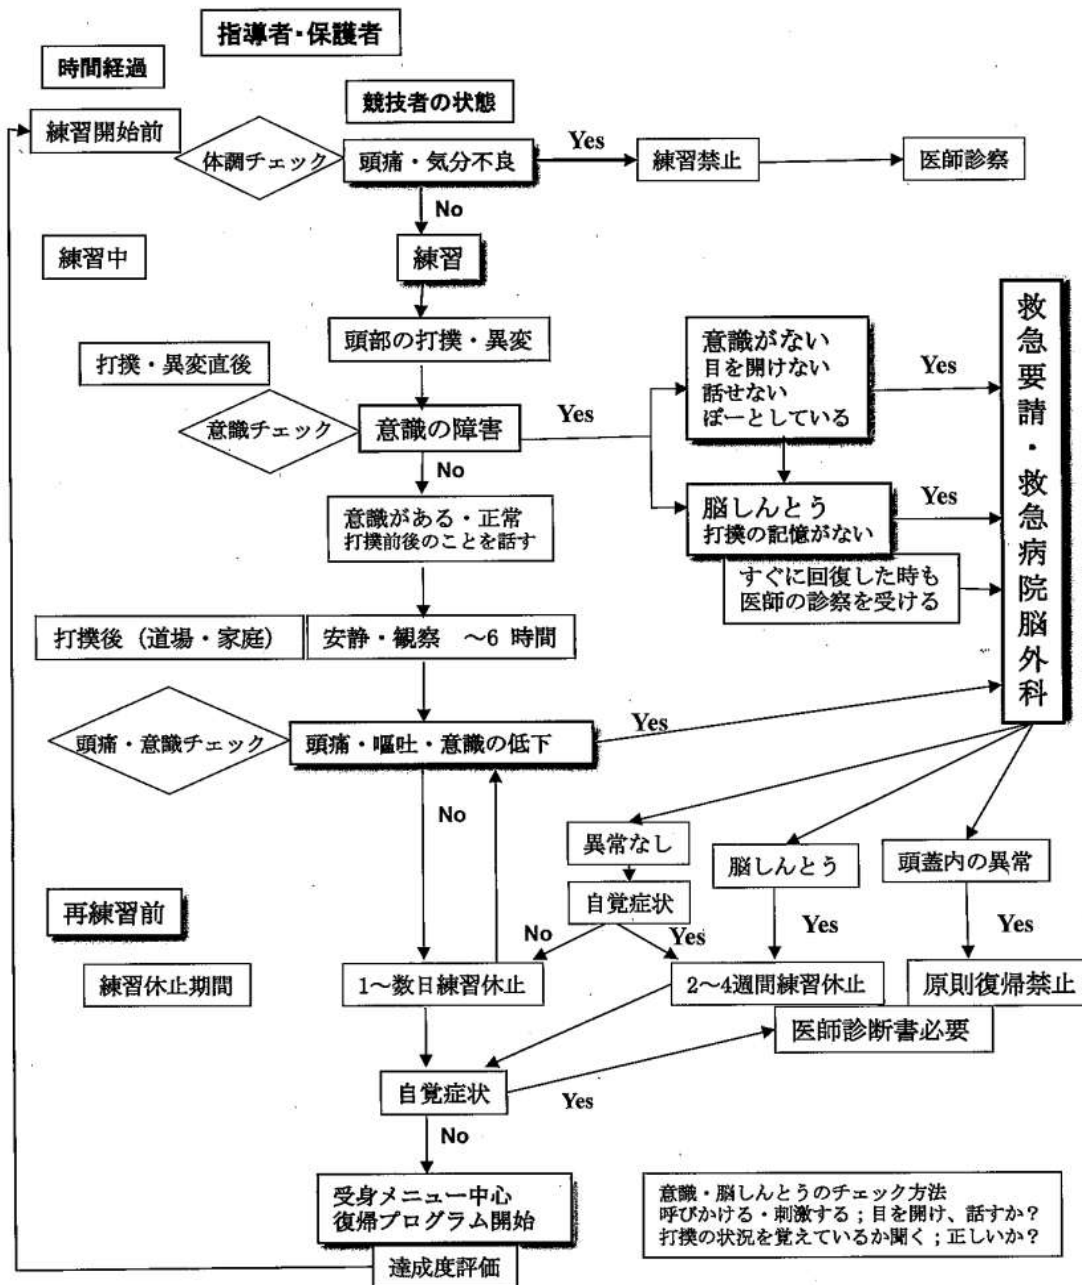 指導者・保護者
時間経過
競技者の状態
練習開始前
体調チェック
頭痛・気分不良
Yes
練習禁止
医師診察
No
練習中
練習
頭部の打撲・異変
打撲・異変直後
意識チェック
意識の障害
Yes
意識がない
目を開けない
話せない
ぼーとしている
Yes
救急要請・救急病院脳外科
No
脳しんとう
打撲の記憶がない
Yes
意識がある・正常
打撲前後のことを話す
すぐに回復した時も
医師の診察を受ける
打撲後（道場・家庭）
安静・観察　～6 時間
頭痛・意識チェック
頭痛・嘔吐・意識の低下
Yes
No
異常なし
脳しんとう
頭蓋内の異常
再練習前
自覚症状
No
Yes
Yes
Yes
練習休止期間
1～数日練習休止
2～4週間練習休止
原則復帰禁止
医師診断書必要
自覚症状
Yes
No
受身メニュー中心
復帰プログラム開始
達成度評価
意識・脳しんとうのチェック方法
呼びかける・刺激する；目を開け、話すか？
打撲の状況を覚えているか聞く；正しいか？